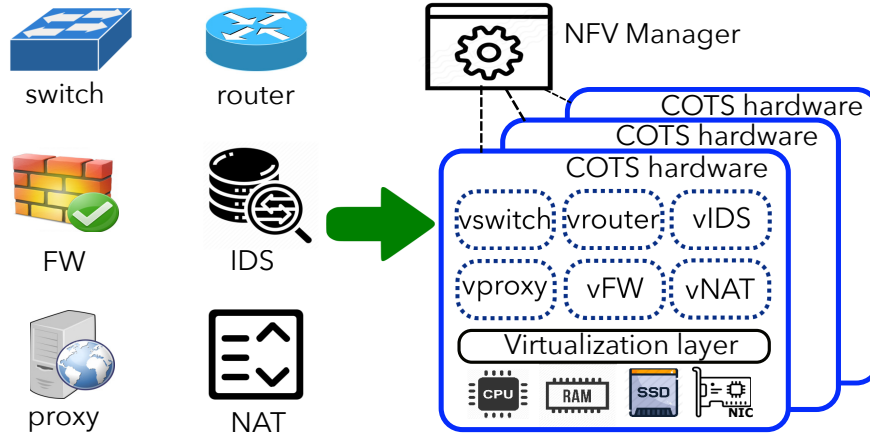 NFV Manager
switch
router
COTS hardware
COTS hardware
COTS hardware
vswitch
vrouter
vIDS
FW
IDS
vproxy
vFW
vNAT
Virtualization layer
CPU
RAM
SSD
NIC
proxy
NAT